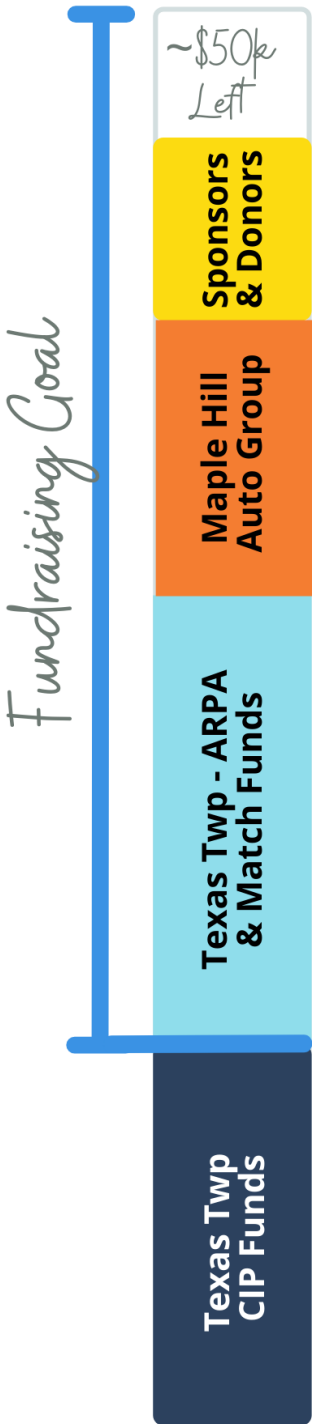 ~$50k
Left
Sponsors
& Donors
Maple Hill
Auto Group
Fundraising Goal
Texas Twp - ARPA
& Match Funds
Texas Twp
CIP Funds